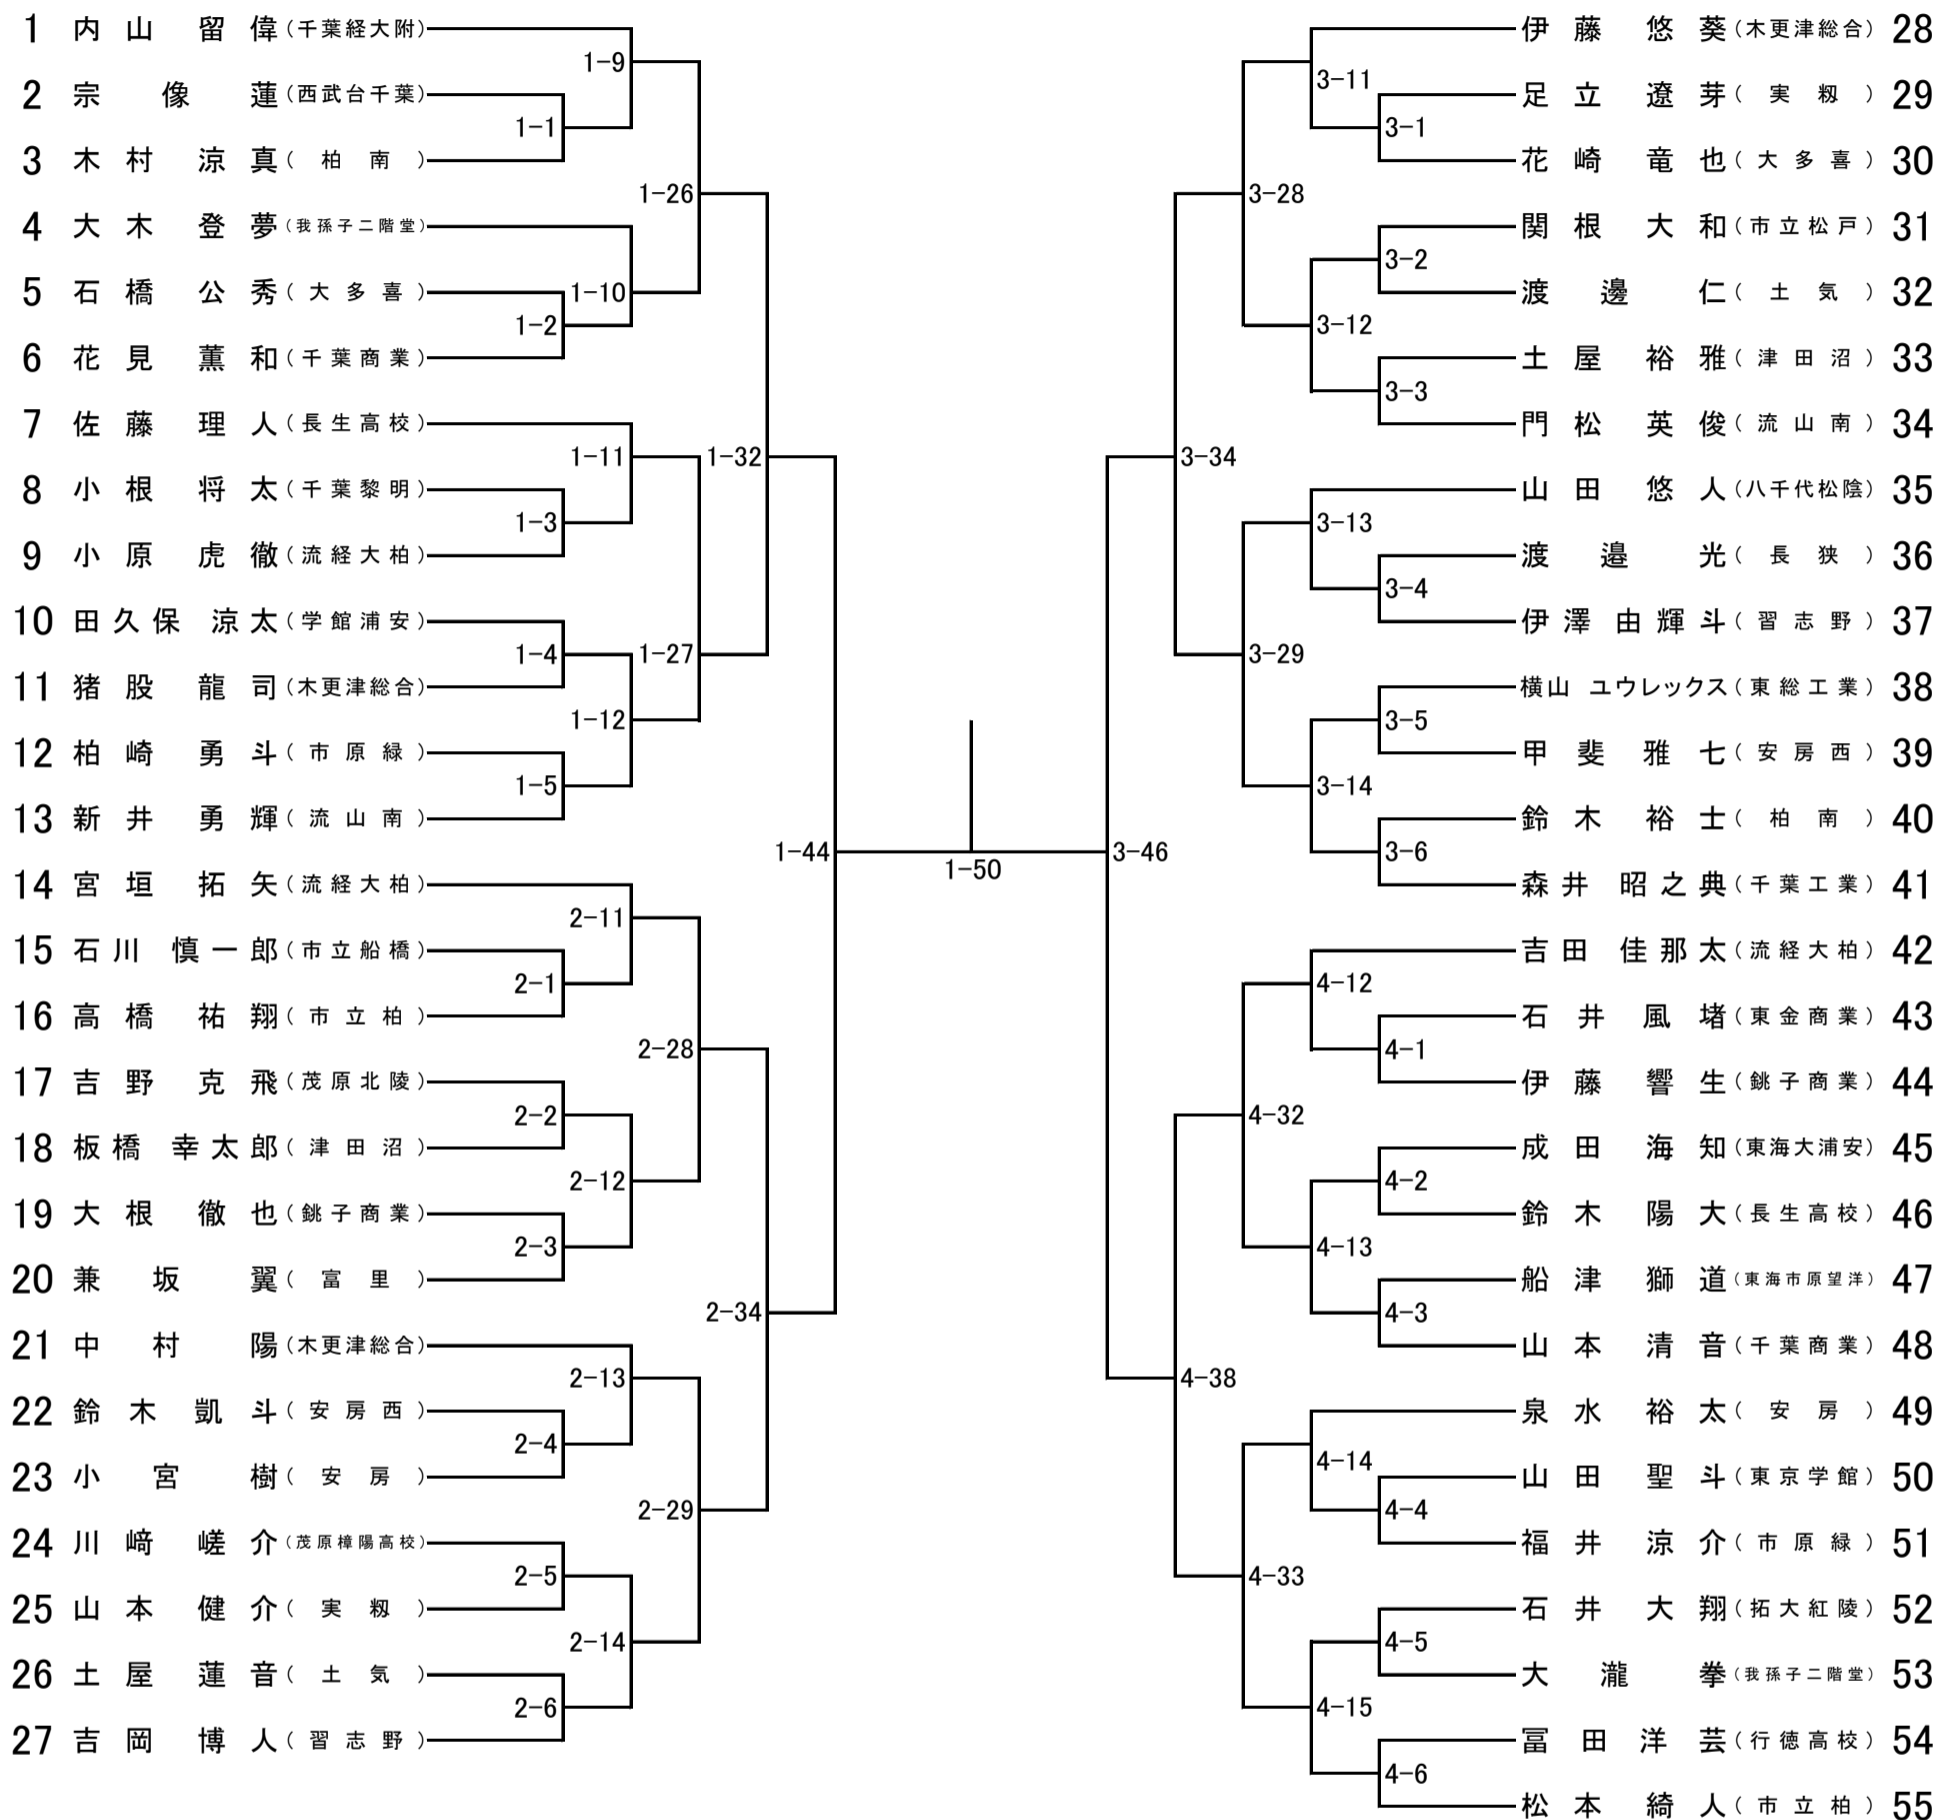 1 内山 留偉 (千葉経大附)
1-9
2 宗像 蓮 (西武台千葉)
1-1
3 木村 涼真 (柏南)
1-26
4 大木 登夢 (我孫子二階堂)
5 石橋 公秀 (大多喜)
1-10
1-2
6 花見 薫和 (千葉商業)
7 佐藤 理人 (長生高校)
1-11
1-32
8 小根 将太 (千葉黎明)
1-3
9 小原 虎徹 (流経大柏)
10 田久保 涼太 (学館浦安)
1-4
1-27
11 猪股 龍司 (木更津総合)
1-12
12 柏崎 勇斗 (市原緑)
1-5
13 新井 勇輝 (流山南)
1-44
14 宮垣 拓矢 (流経大柏)
2-11
15 石川 慎一郎 (市立船橋)
2-1
16 高橋 祐翔 (市立柏)
2-28
17 吉野 克飛 (茂原北陵)
2-2
18 板橋 幸太郎 (津田沼)
2-12
19 大根 徹也 (銚子商業)
2-3
20 兼坂 翼 (富里)
2-34
21 中村 陽 (木更津総合)
2-13
22 鈴木 凱斗 (安房西)
2-4
23 小宮 樹 (安房)
2-29
24 川﨑 嵯介 (茂原樟陽高校)
2-5
25 山本 健介 (実籾)
2-14
26 土屋 蓮音 (土気)
2-6
27 吉岡 博人 (習志野)
1-50
伊藤 悠葵 (木更津総合) 28
3-11
足立 遼芽 (実籾) 29
3-1
花崎 竜也 (大多喜) 30
3-28
関根 大和 (市立松戸) 31
3-2
渡邊 仁 (土気) 32
3-12
土屋 裕雅 (津田沼) 33
3-3
門松 英俊 (流山南) 34
3-34
山田 悠人 (八千代松陰) 35
3-13
渡邉 光 (長狭) 36
3-4
伊澤 由輝斗 (習志野) 37
3-29
横山 ユウレックス (東総工業) 38
3-5
甲斐 雅七 (安房西) 39
3-14
鈴木 裕士 (柏南) 40
3-6
3-46
森井 昭之典 (千葉工業) 41
吉田 佳那太 (流経大柏) 42
4-12
石井 風堵 (東金商業) 43
4-1
伊藤 響生 (銚子商業) 44
4-32
成田 海知 (東海大浦安) 45
4-2
鈴木 陽大 (長生高校) 46
4-13
船津 獅道 (東海市原望洋) 47
4-3
山本 清音 (千葉商業) 48
4-38
泉水 裕太 (安房) 49
4-14
山田 聖斗 (東京学館) 50
4-4
福井 涼介 (市原緑) 51
4-33
石井 大翔 (拓大紅陵) 52
4-5
大瀧 拳 (我孫子二階堂) 53
4-15
冨田 洋芸 (行徳高校) 54
4-6
松本 綺人 (市立柏) 55